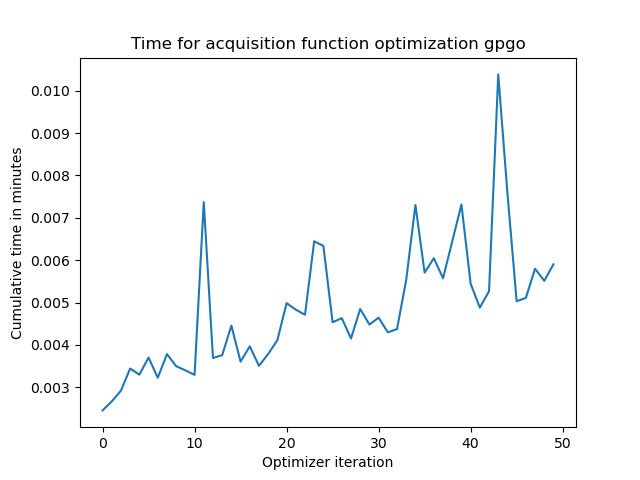 Time for acquisition function optimization gpgo
Cumulative time in minutes
0.010
0.009
0.008
0.007
0.006
0.005
0.004
0.003
0 10 20 30 40 50
Optimizer iteration